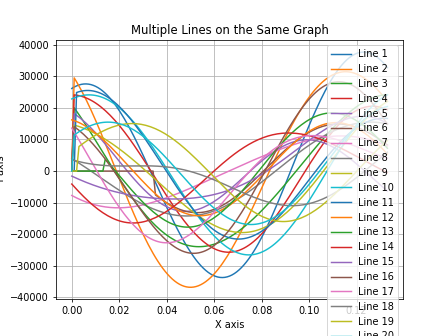 Multiple Lines on the Same Graph
40000
30000
20000
10000
0
−10000
−20000
−30000
−40000
0.00 0.02 0.04 0.06 0.08 0.10
X axis
Line 1
Line 2
Line 3
Line 4
Line 5
Line 6
Line 7
Line 8
Line 9
Line 10
Line 11
Line 12
Line 13
Line 14
Line 15
Line 16
Line 17
Line 18
Line 19
Line 20